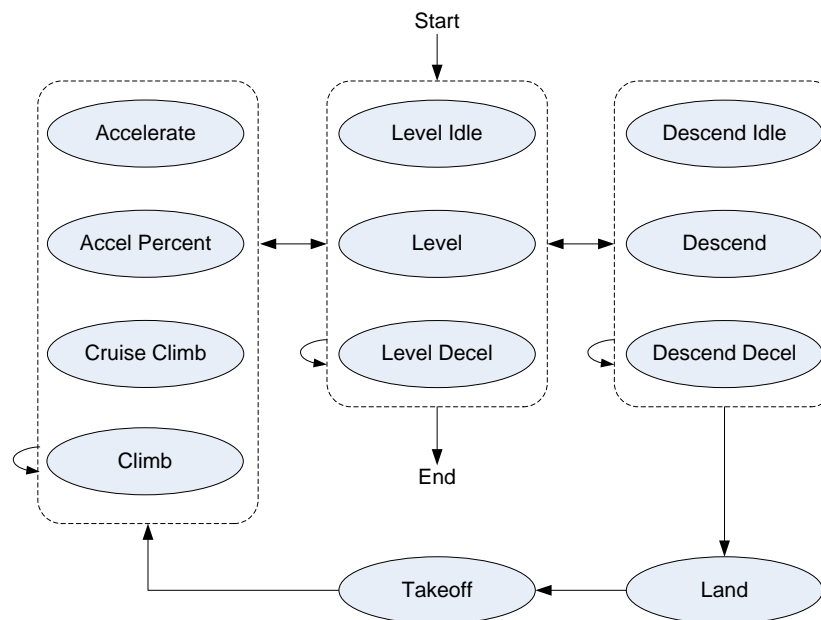 Start
Accelerate
Level Idle
Descend Idle
Accel Percent
Level
Descend
Cruise Climb
Level Decel
Descend Decel
Climb
End
Takeoff
Land